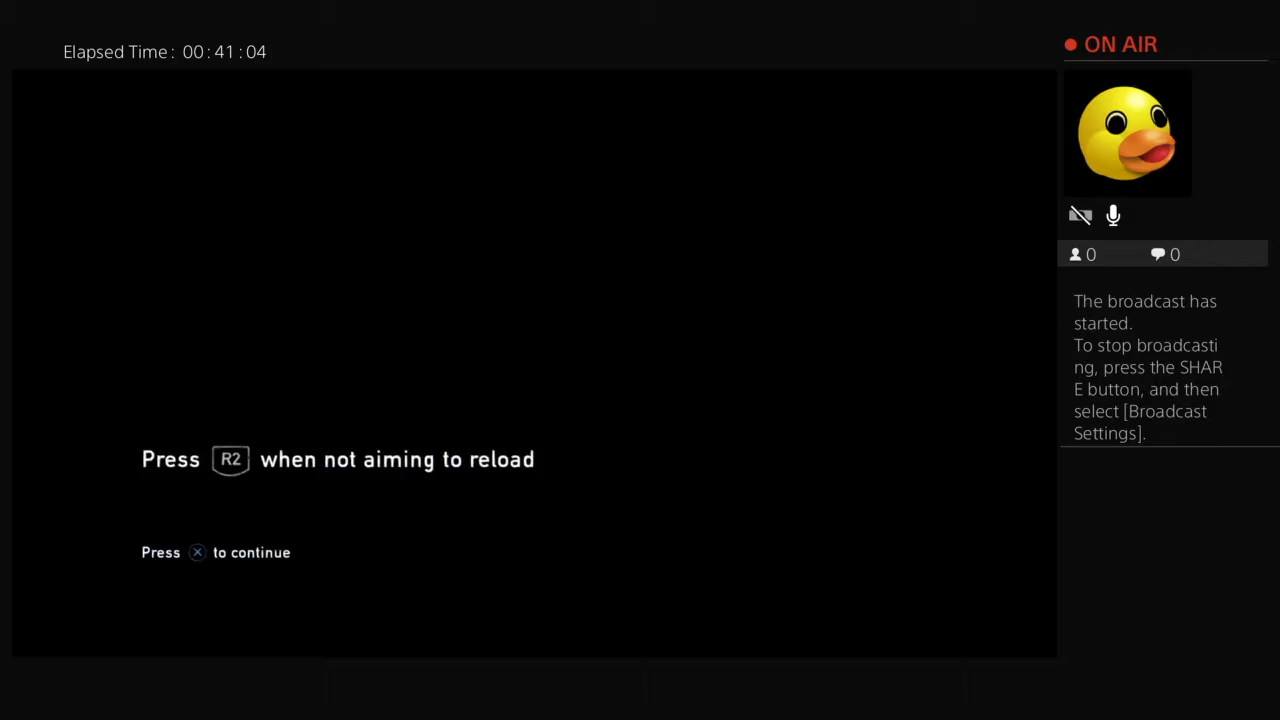 Elapsed Time: 00:41:04
ON AIR
0 0
The broadcast has
started.
To stop broadcasti
ng, press the SHAR
E button, and then
select [Broadcast
Settings].
Press R2 when not aiming to reload
Press X to continue